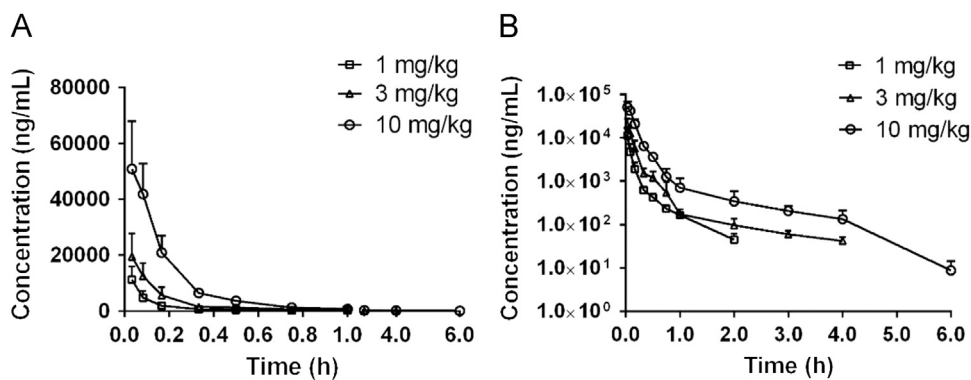 A
1 mg/kg
3 mg/kg
10 mg/kg
Concentration (ng/mL)
80000
60000
40000
20000
0
0.0 0.2 0.4 0.6 0.8 1.0 4.0 6.0
Time (h)
B
1 mg/kg
3 mg/kg
10 mg/kg
Concentration (ng/mL)
1.0×10⁵
1.0×10⁴
1.0×10³
1.0×10²
1.0×10¹
1.0×10⁰
0.0 1.0 2.0 3.0 4.0 5.0 6.0
Time (h)